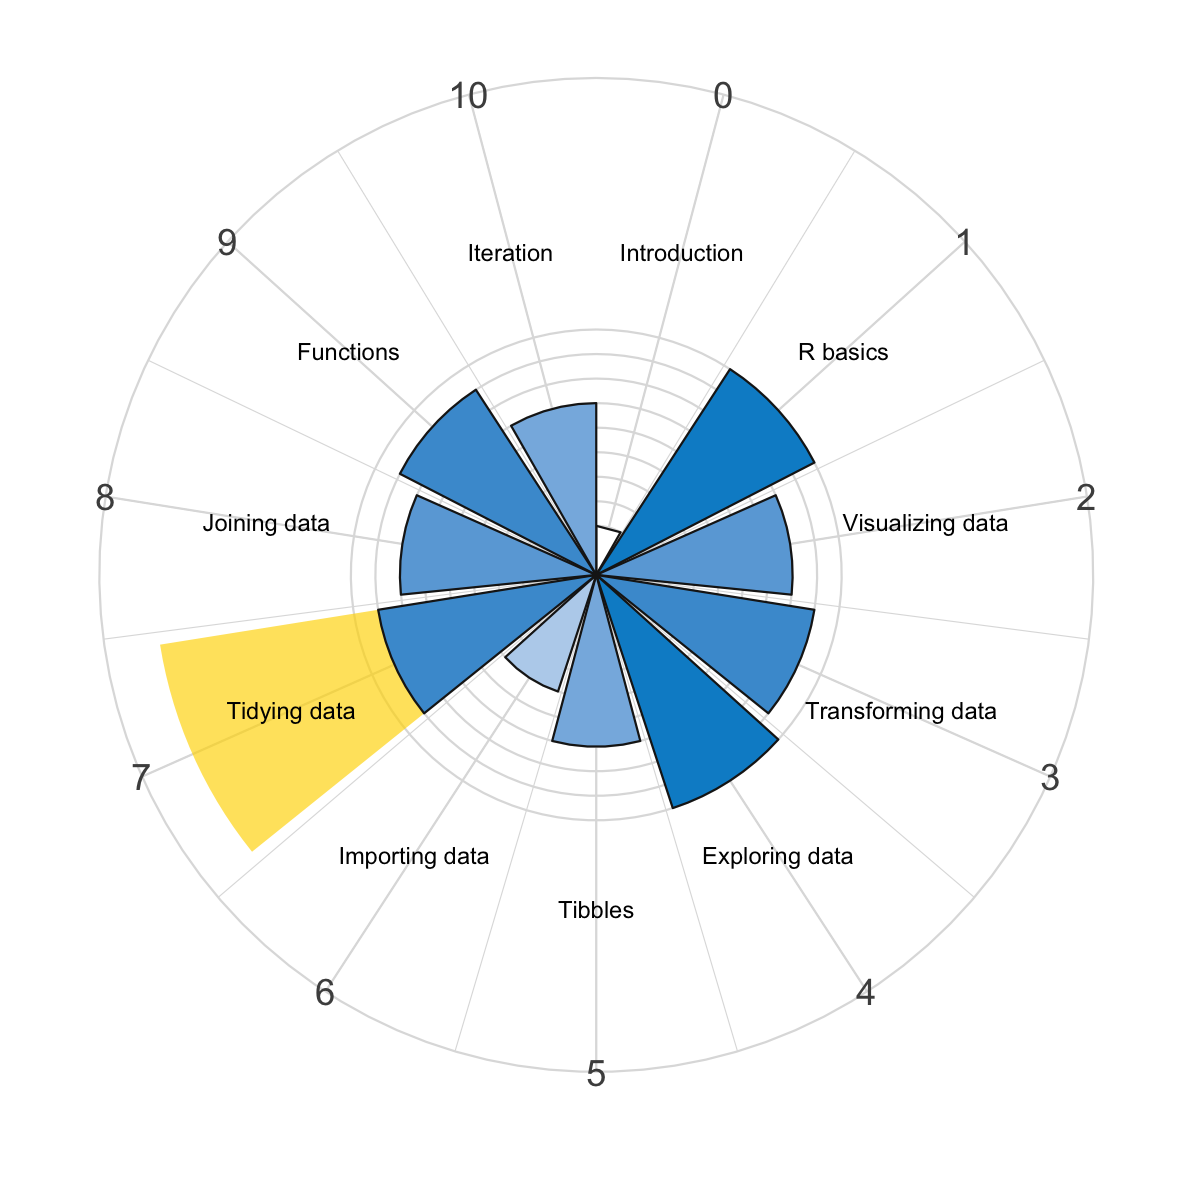 10
0
9
1
Iteration
Introduction
Functions
R basics
8
2
Joining data
Visualizing data
Tidying data
Transforming data
7
3
Importing data
Exploring data
Tibbles
6
4
5